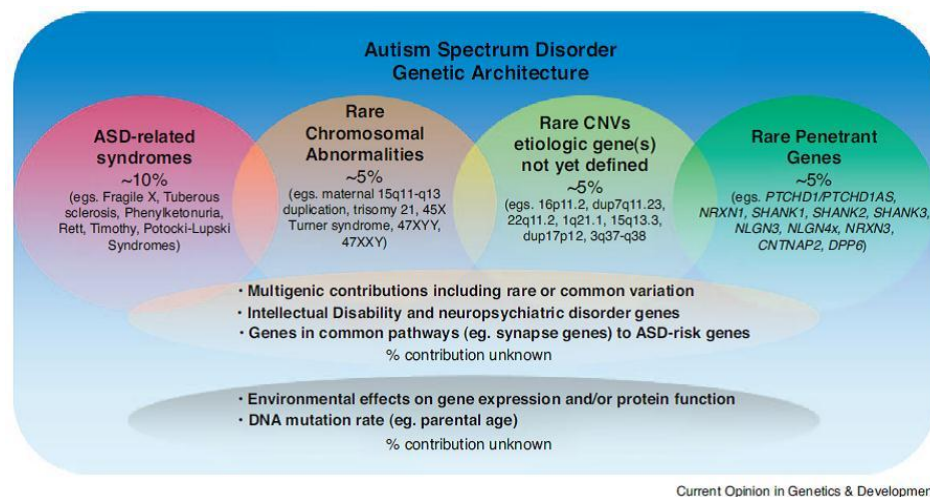 Autism Spectrum Disorder
Genetic Architecture
ASD-related
syndromes
~10%
(egs. Fragile X, Tuberous
sclerosis, Phenylketonuria,
Rett, Timothy, Potocki-Lupski
Syndromes)
Rare
Chromosomal
Abnormalities
~5%
(egs. maternal 15q11-q13
duplication, trisomy 21, 45X
Turner syndrome, 47XYY,
47XXY)
Rare CNVs
etiologic gene(s)
not yet defined
~5%
(egs. 16p11.2, dup7q11.23,
22q11.2, 1q21.1, 15q13.3,
dup17p12, 3q37-q38
Rare Penetrant
Genes
~5%
(egs. PTCHD1/PTCHD1AS,
NRXN1, SHANK1, SHANK2, SHANK3,
NLGN3, NLGN4x, NRXN3,
CNTNAP2, DPP6)
· Multigenic contributions including rare or common variation
· Intellectual Disability and neuropsychiatric disorder genes
· Genes in common pathways (eg. synapse genes) to ASD-risk genes
% contribution unknown
· Environmental effects on gene expression and/or protein function
· DNA mutation rate (eg. parental age)
% contribution unknown
Current Opinion in Genetics & Developmen